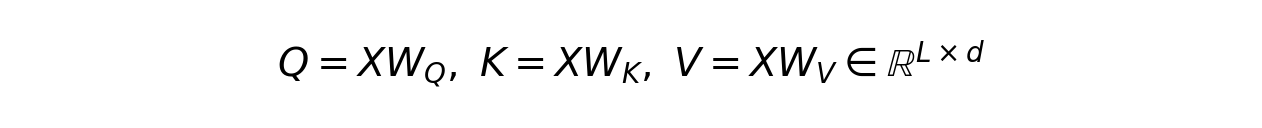 Q = XW_Q, K = XW_K, V = XW_V ∈ ℝ^{L×d}